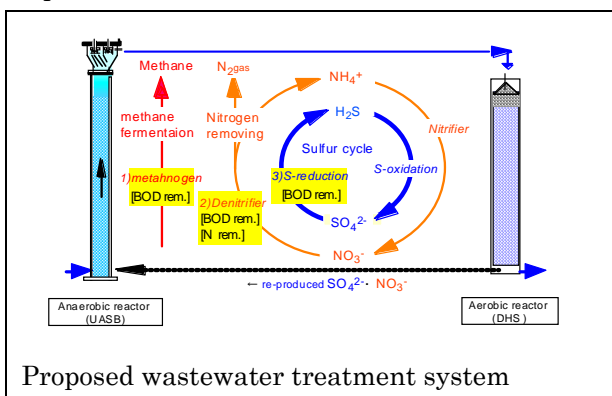 Methane
N2gas
NH4+
methane
fermentaion
Nitrogen
removing
H2S
Nitrifier
Sulfur cycle
S-oxidation
1)metahnogen
[BOD rem.]
2)Denitrifier
[BOD rem.]
[N rem.]
3)S-reduction
[BOD rem.]
SO42-
NO3-
← re-produced SO42-· NO3-
Anaerobic reactor
(UASB)
Aerobic reactor
(DHS)
Proposed wastewater treatment system